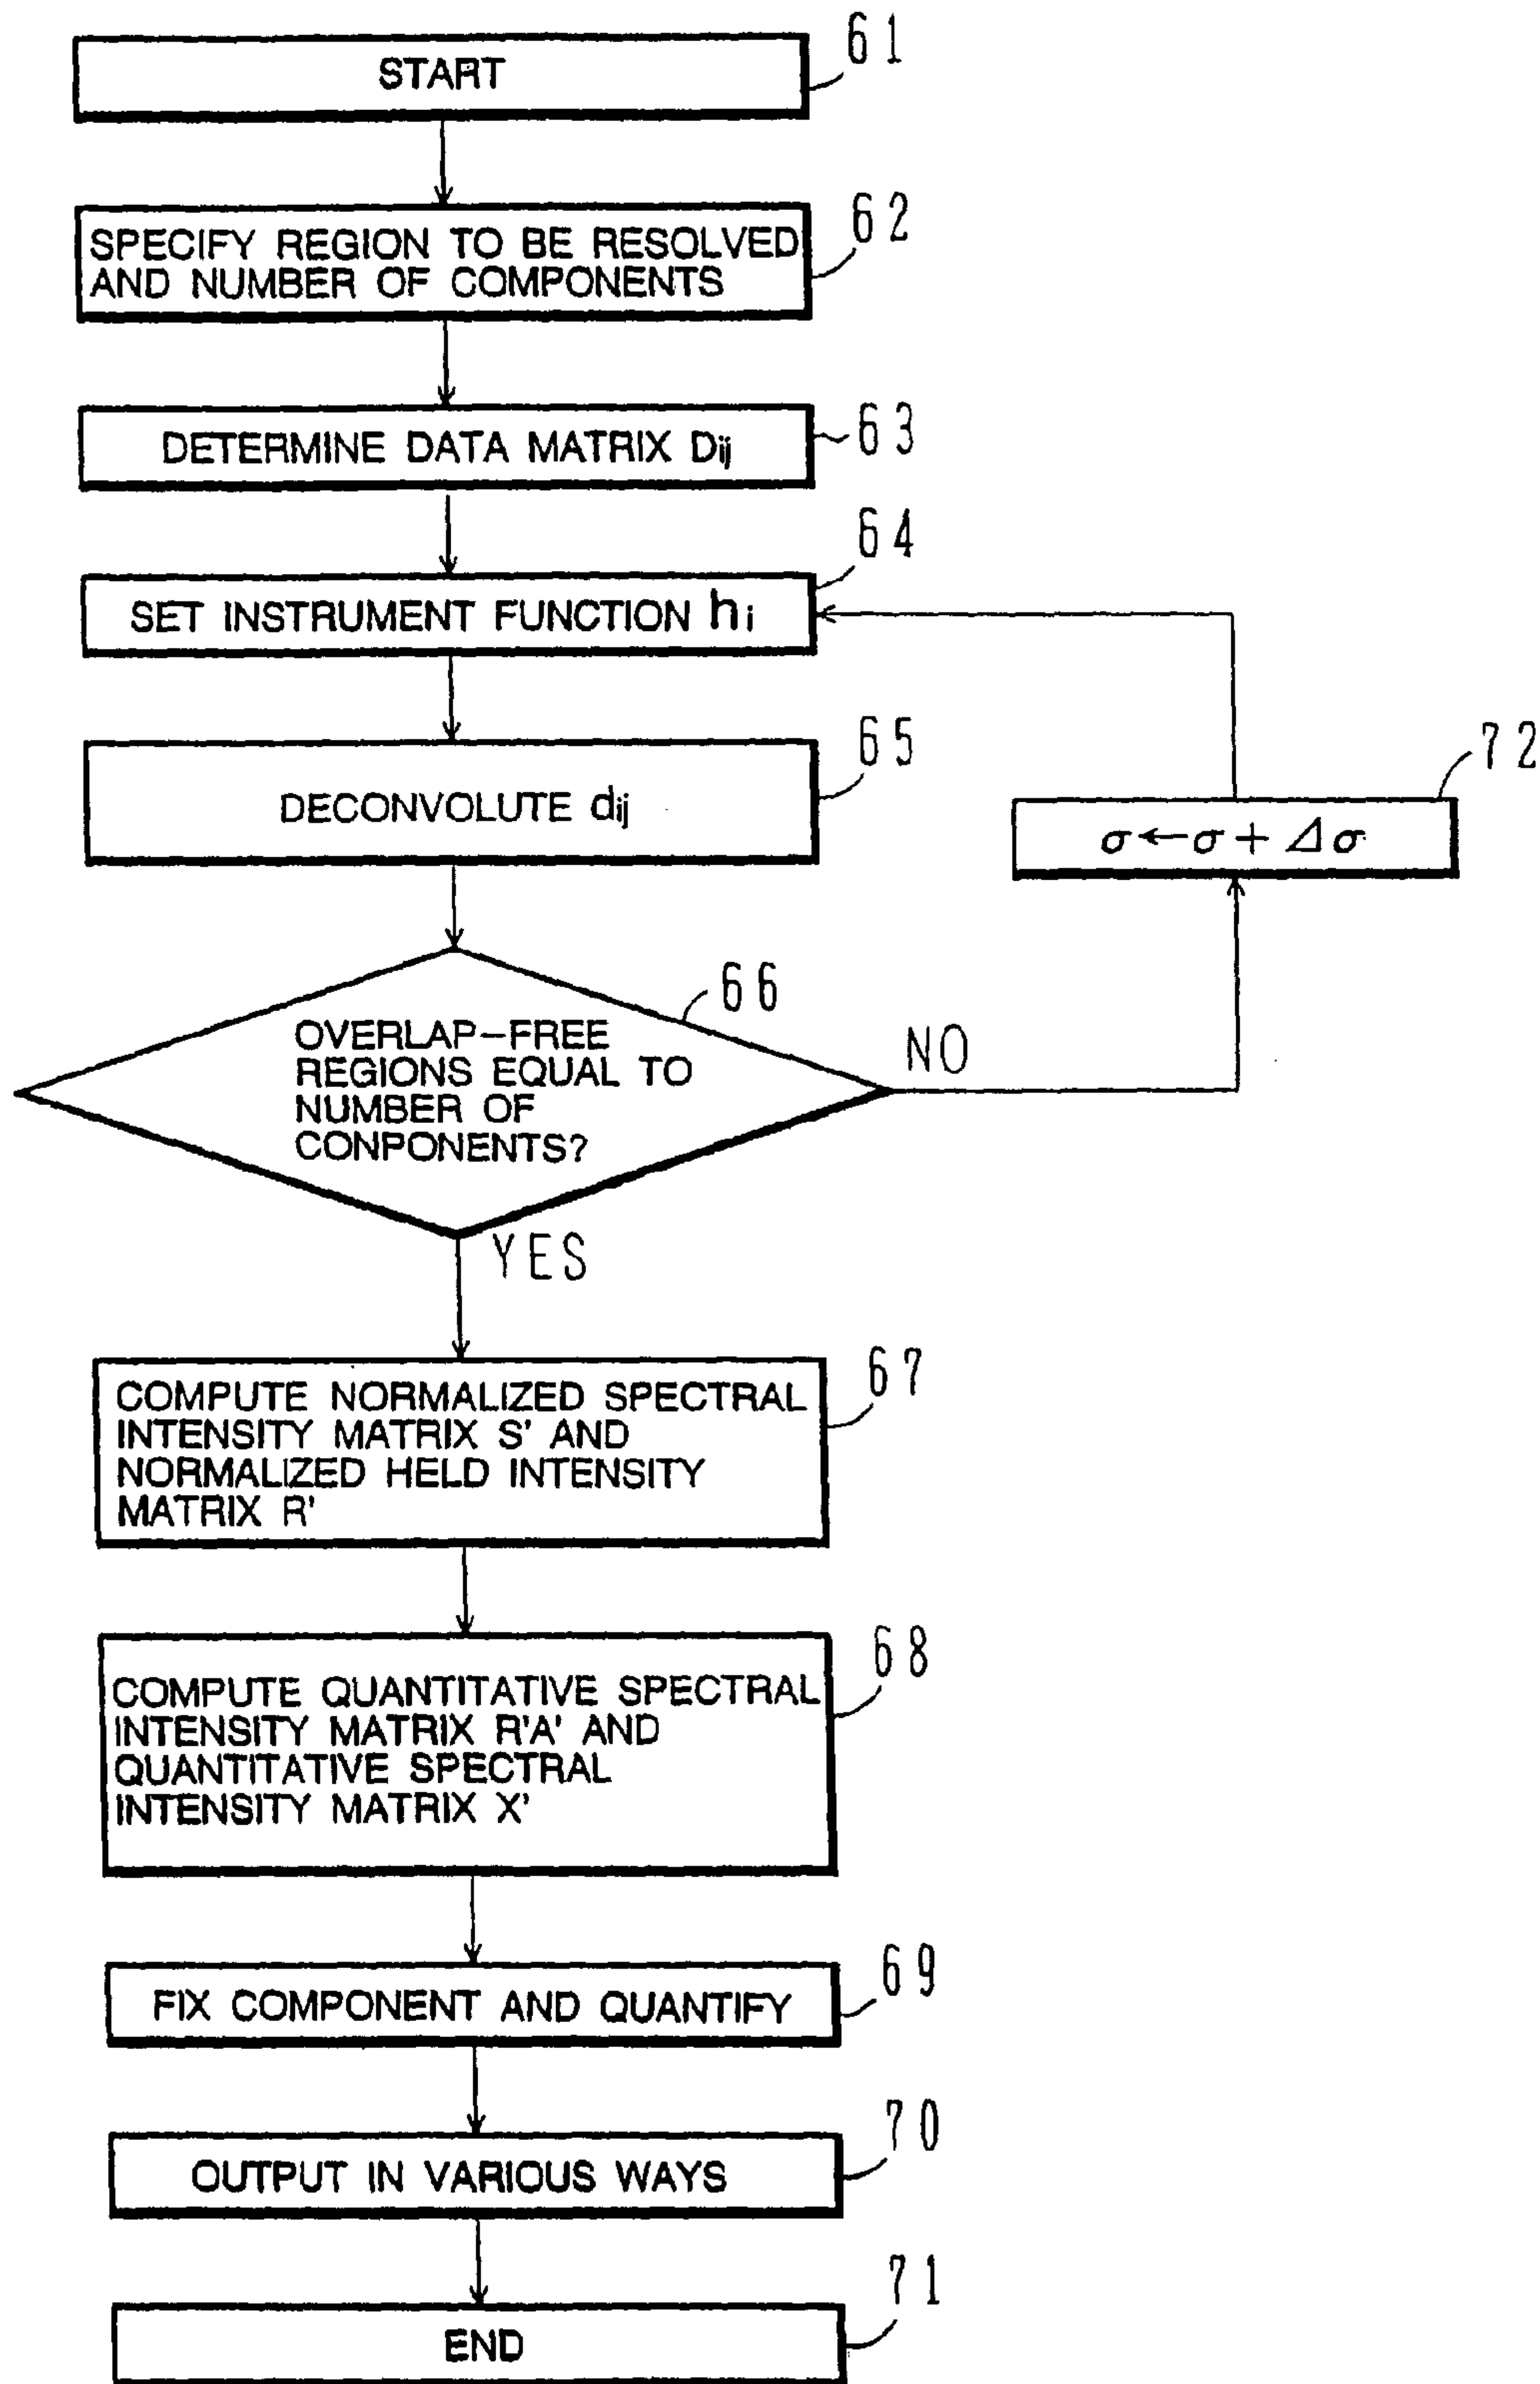 START
61
SPECIFY REGION TO BE RESOLVED
AND NUMBER OF COMPONENTS
62
DETERMINE DATA MATRIX Dij
63
SET INSTRUMENT FUNCTION hi
64
DECONVOLUTE dij
65
σ←σ+Δσ
72
OVERLAP-FREE
REGIONS EQUAL TO
NUMBER OF
CONPONENTS?
66
NO
YES
COMPUTE NORMALIZED SPECTRAL
INTENSITY MATRIX S' AND
NORMALIZED HELD INTENSITY
MATRIX R'
67
COMPUTE QUANTITATIVE SPECTRAL
INTENSITY MATRIX R'A' AND
QUANTITATIVE SPECTRAL
INTENSITY MATRIX X'
68
FIX COMPONENT AND QUANTIFY
69
OUTPUT IN VARIOUS WAYS
70
END
71